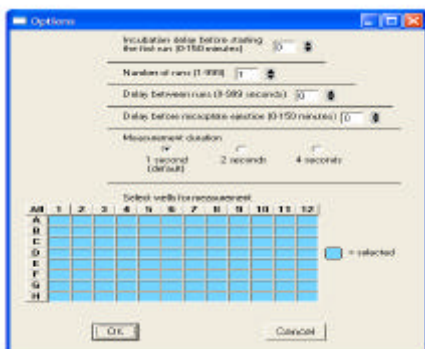 Options
Incubation delay before starting
the first run (0-150 minutes) 0
Number of runs (1-999) 1
Delay between runs (0-999 seconds) 0
Delay before microplate ejection (0-150 minutes) 0
Measurement duration
1 second (default) 2 seconds 4 seconds
Select wells for measurement
All 1 2 3 4 5 6 7 8 9 10 11 12
A
B
C
D
E
F
G
H
= selected
OK Cancel